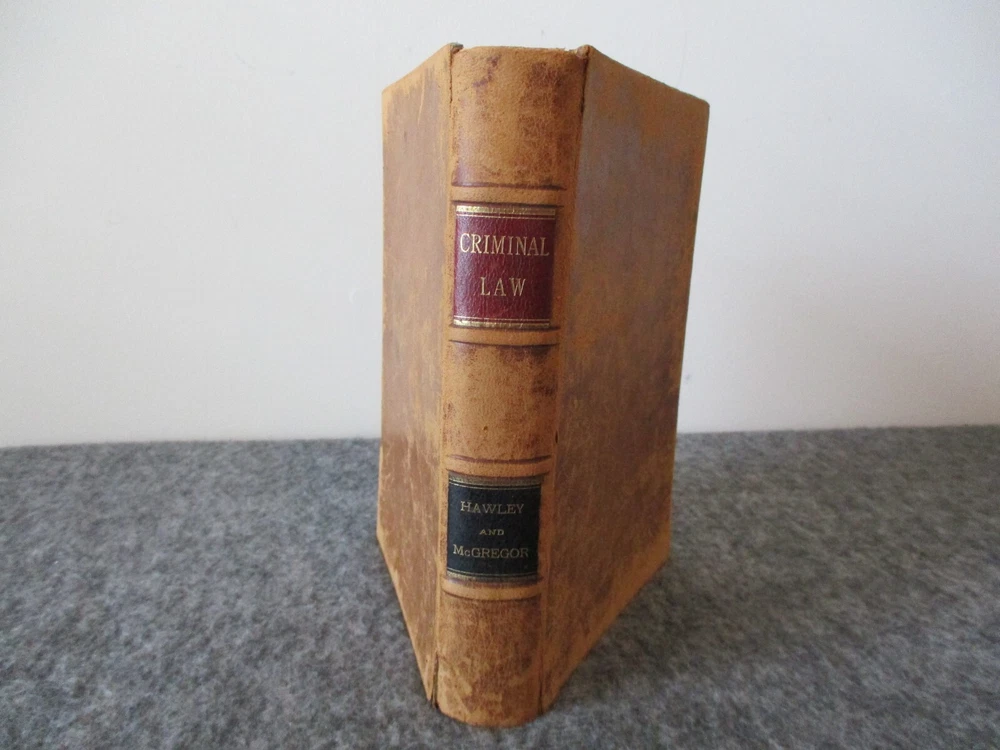 CRIMINAL
LAW
HAWLEY
AND
McGREGOR